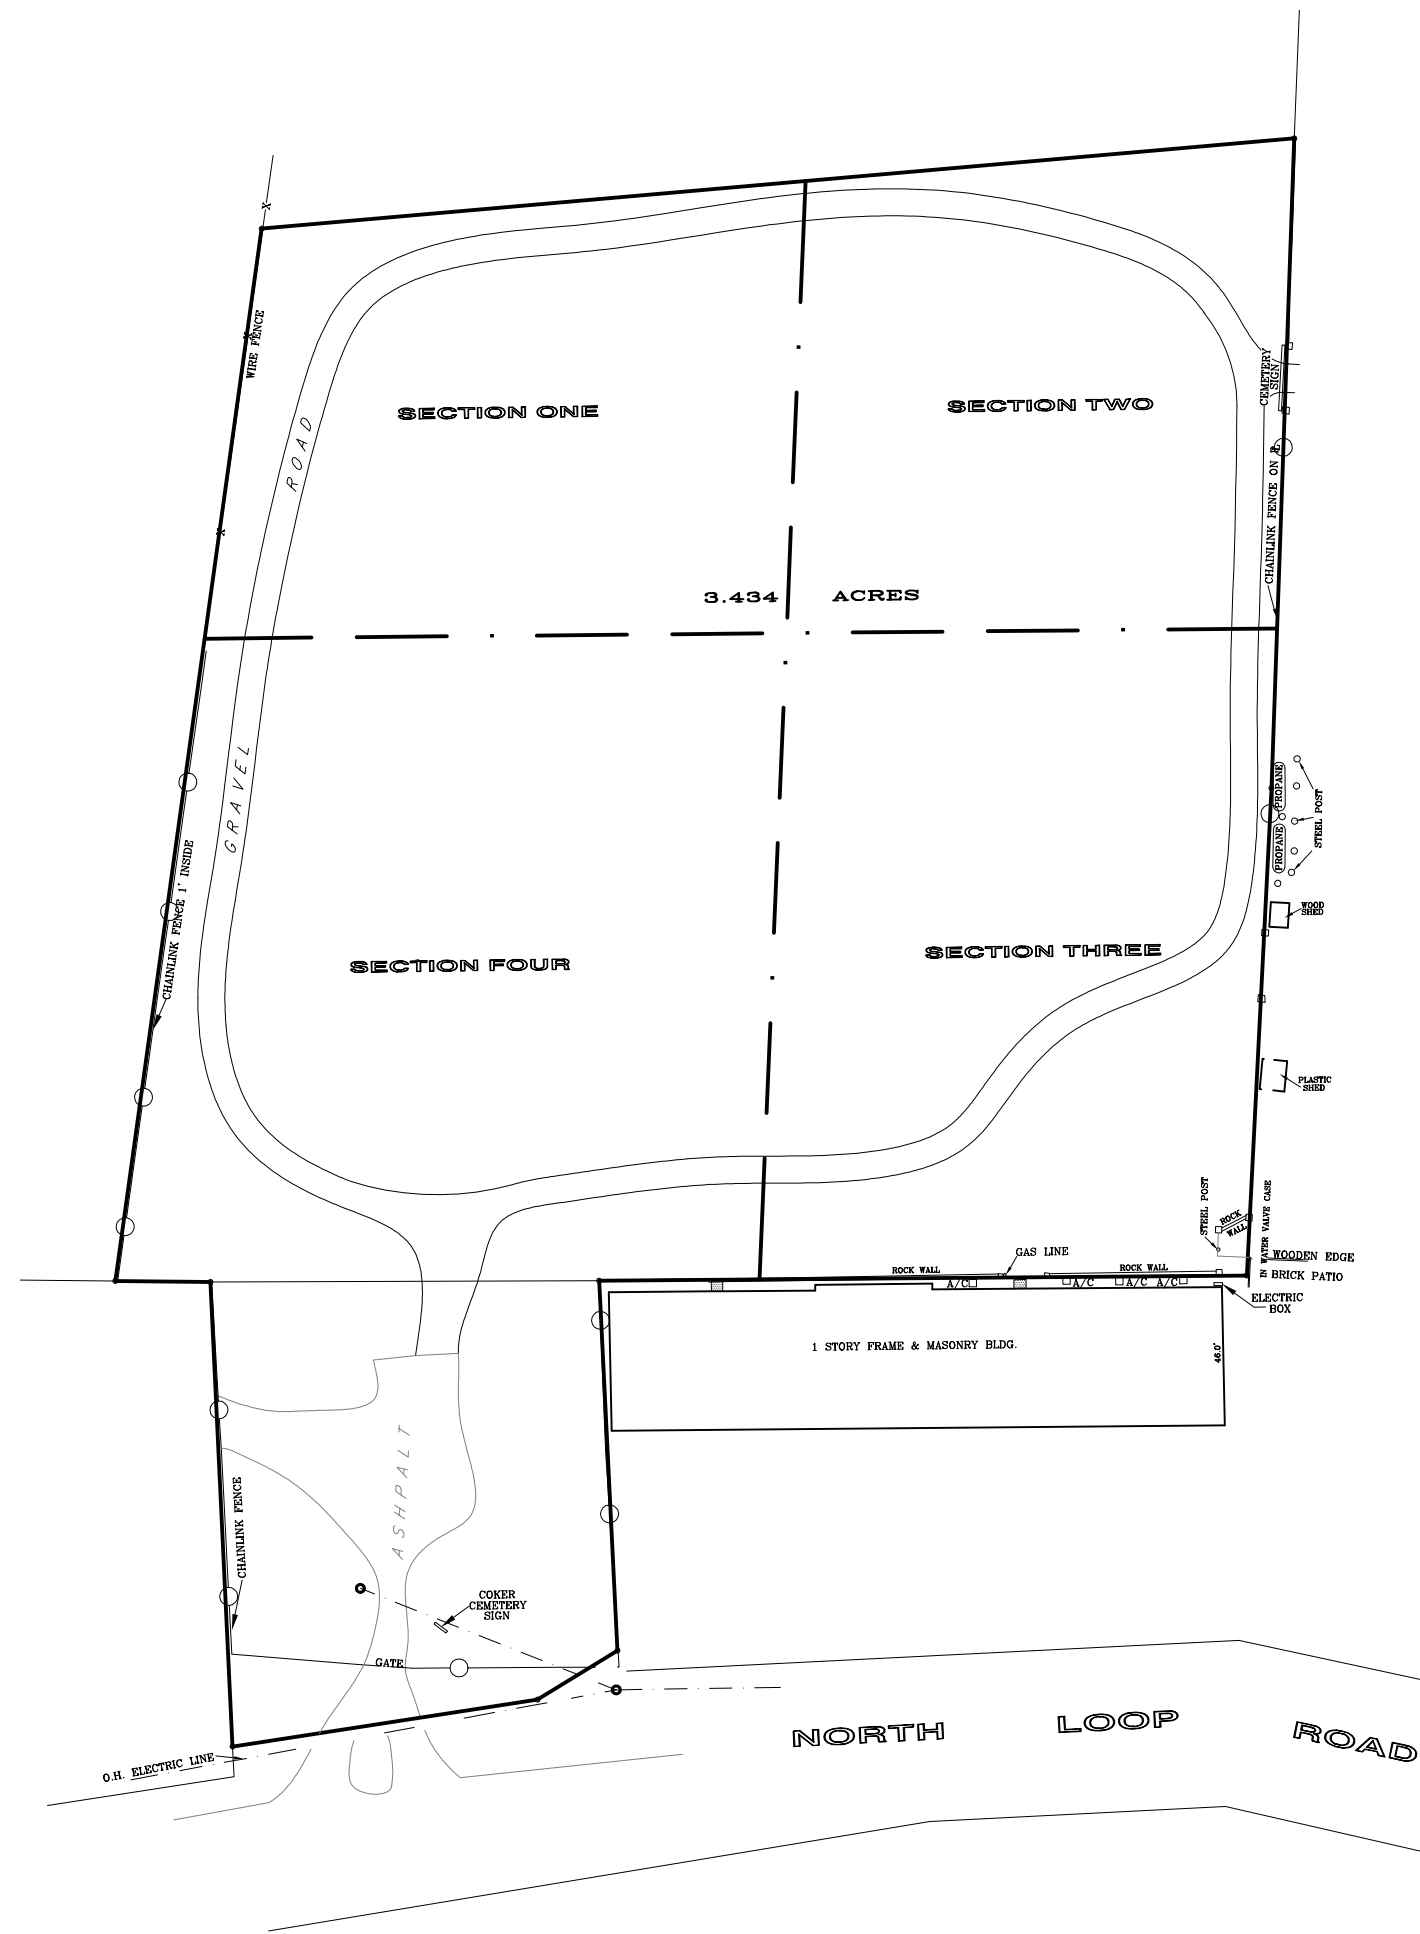 WIRE FENCE
CEMETERY
SIGN
SECTION ONE
SECTION TWO
ROAD
CHAINLINK FENCE ON PL
3.434 ACRES
GRAVEL
PROPANE
STEEL POST
PROPANE
CHAINLINK FENCE 1' INSIDE
WOOD
SHED
SECTION FOUR
SECTION THREE
PLASTIC
SHED
STEEL POST
ROCK
WALL
IN WATER VALVE CASE
GAS LINE
WOODEN EDGE
ROCK WALL
ROCK WALL
BRICK PATIO
A/C
A/C
A/C
A/C
ELECTRIC
BOX
1 STORY FRAME & MASONRY BLDG.
46.0'
ASHPALT
CHAINLINK FENCE
COKER
CEMETERY
SIGN
GATE
NORTH LOOP ROAD
O.H. ELECTRIC LINE